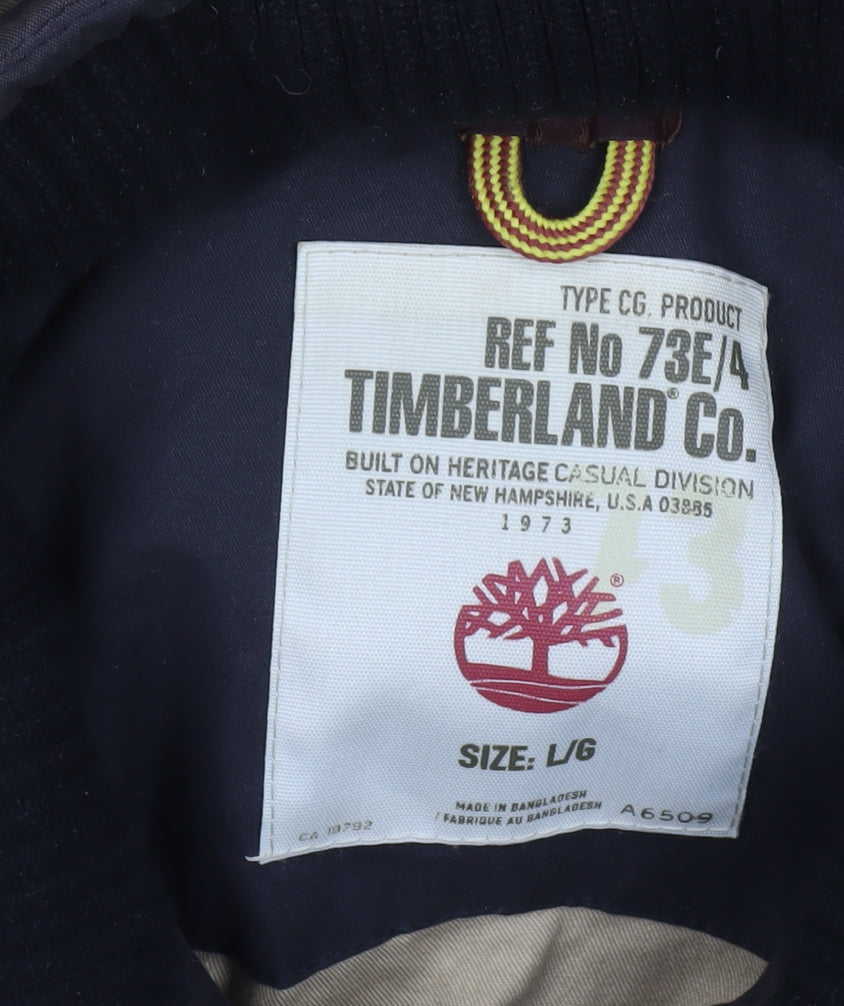 TYPE CG. PRODUCT
REF No 73E/4
TIMBERLAND® CO.
BUILT ON HERITAGE CASUAL DIVISION
STATE OF NEW HAMPSHIRE, U.S.A 03885
1973
73
®
SIZE: L/G
MADE IN BANGLADESH
/ FABRIQUE AU BANGLADESH
A6509
CA 19792